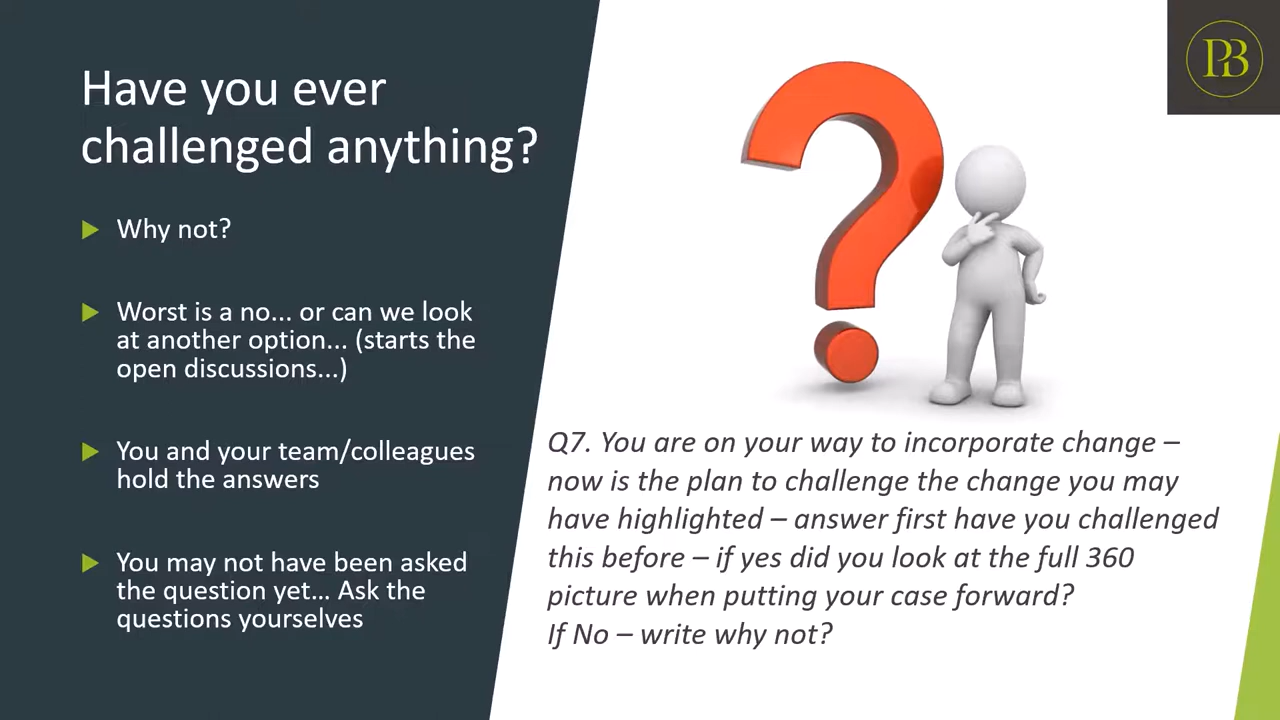 Have you ever
challenged anything?
Why not?
Worst is a no... or can we look
at another option... (starts the
open discussions...)
You and your team/colleagues
hold the answers
You may not have been asked
the question yet... Ask the
questions yourselves
PB
Q7. You are on your way to incorporate change –
now is the plan to challenge the change you may
have highlighted – answer first have you challenged
this before – if yes did you look at the full 360
picture when putting your case forward?
If No – write why not?